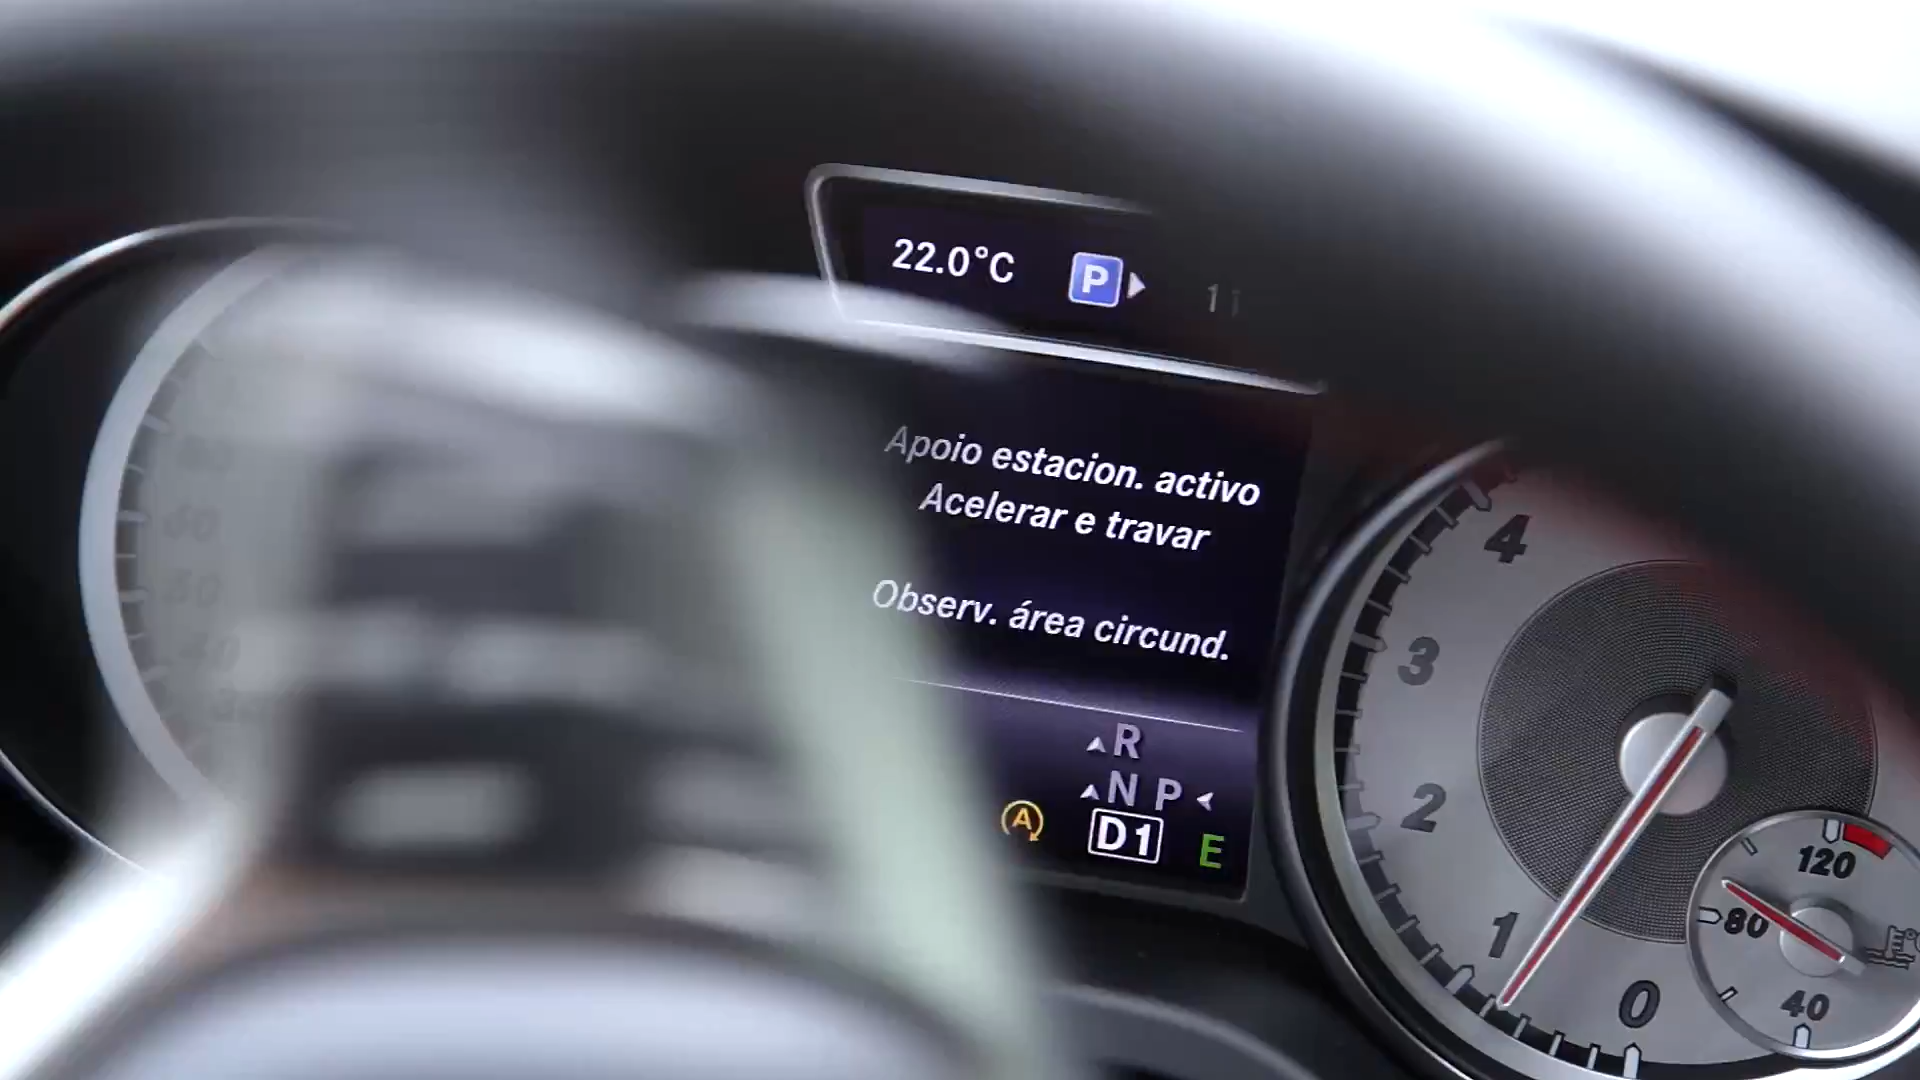 22.0°C P
Apoio estacion. activo
Acelerar e travar
Observ. área circund.
R
N P
A D1 E
4
3
2
1
0
120
80
40
60